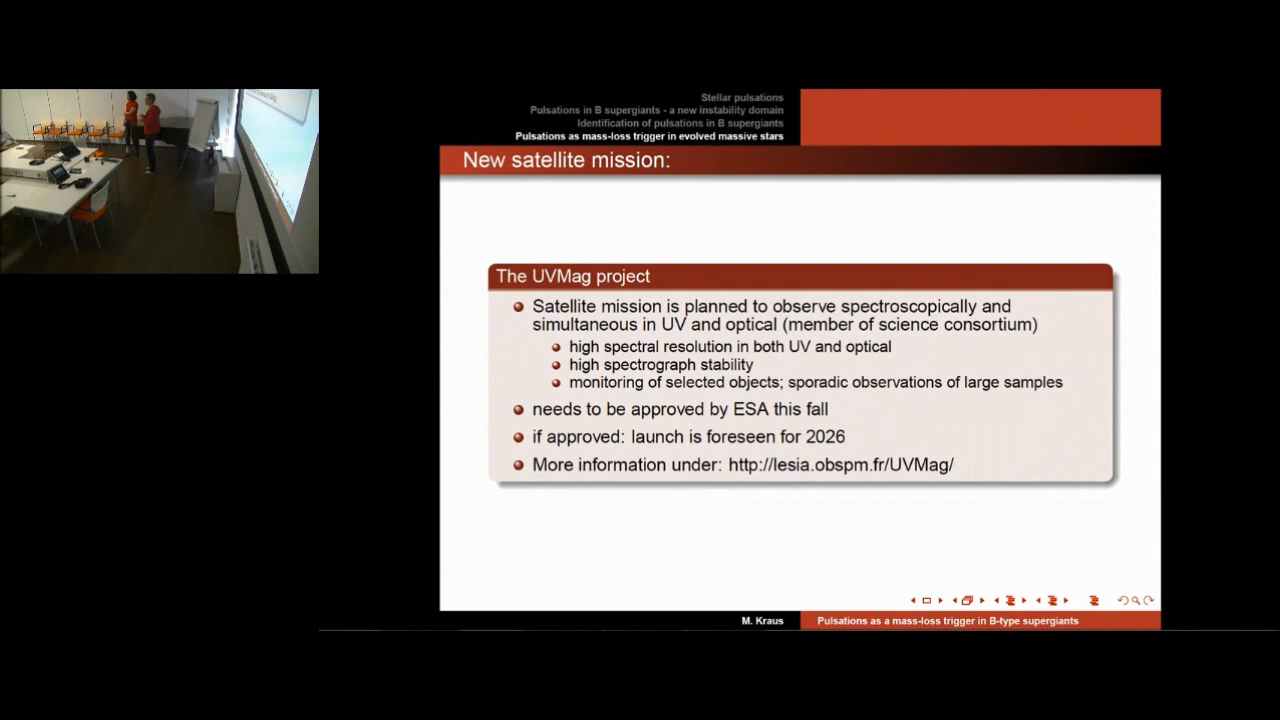 Stellar pulsations
Pulsations in B supergiants - a new instability domain
Identification of pulsations in B supergiants
Pulsations as mass-loss trigger in evolved massive stars
New satellite mission:
The UVMag project
Satellite mission is planned to observe spectroscopically and
simultaneous in UV and optical (member of science consortium)
high spectral resolution in both UV and optical
high spectrograph stability
monitoring of selected objects; sporadic observations of large samples
needs to be approved by ESA this fall
if approved: launch is foreseen for 2026
More information under: http://lesia.obspm.fr/UVMag/
M. Kraus
Pulsations as a mass-loss trigger in B-type supergiants